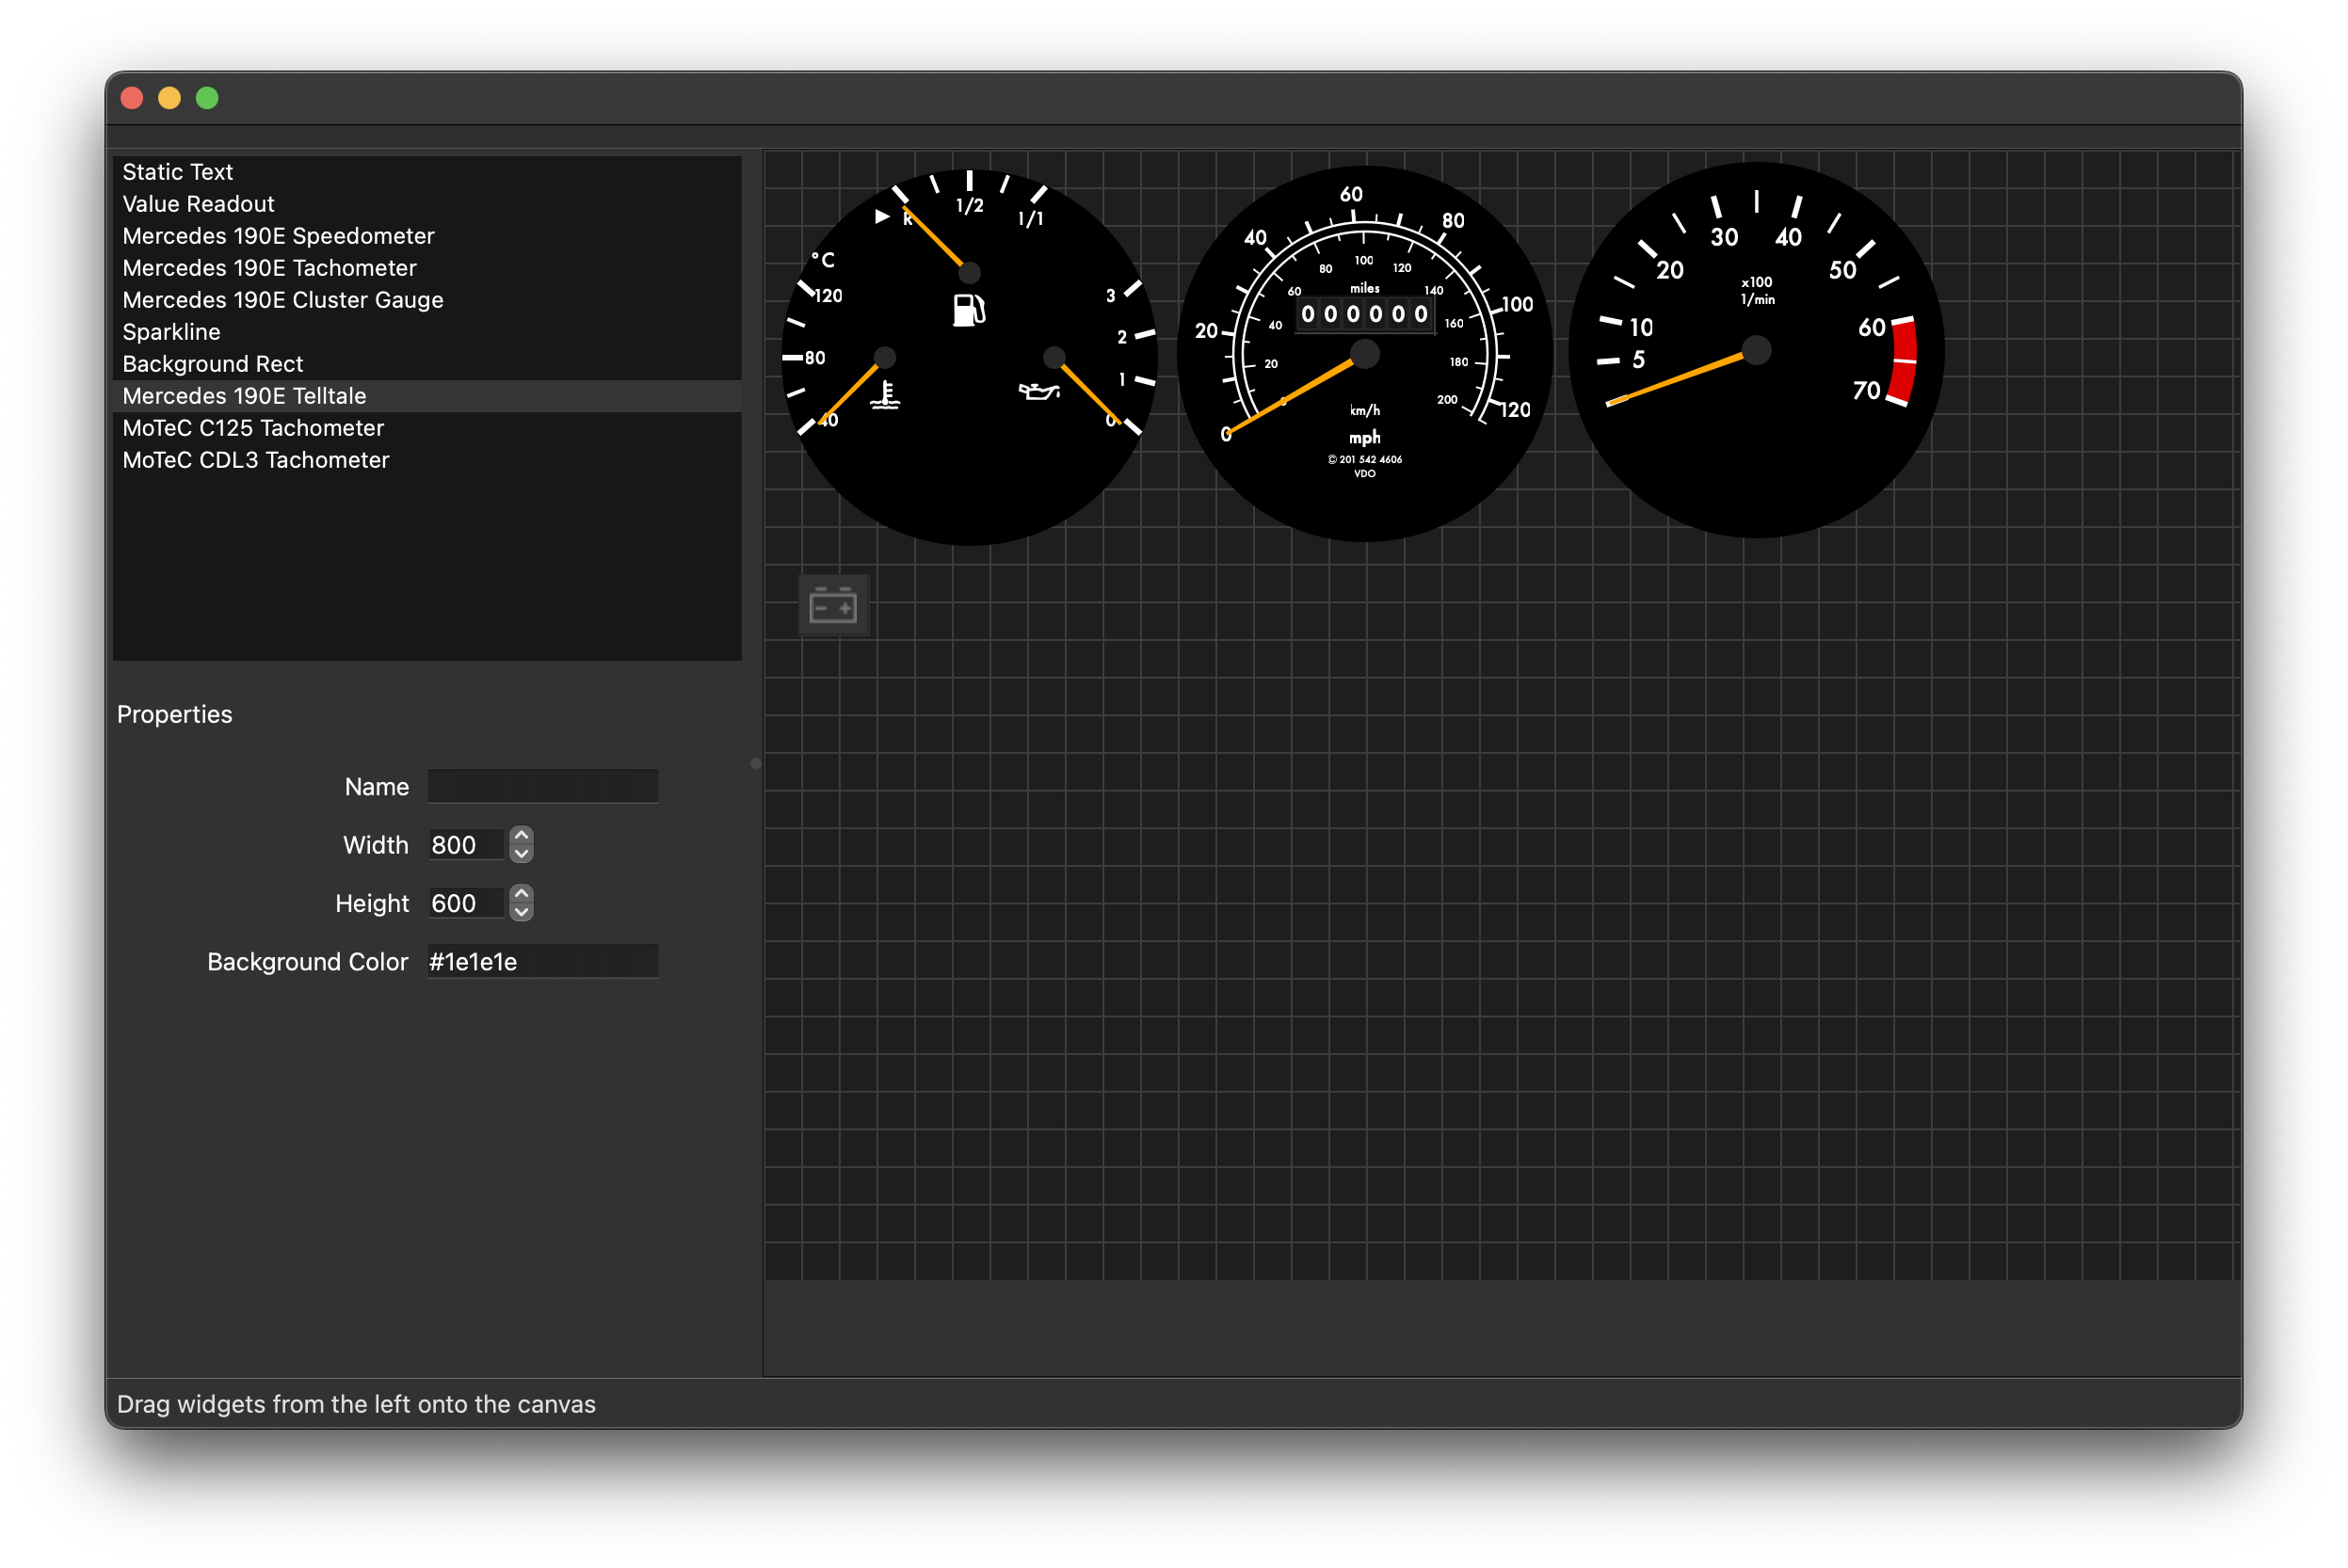 Static Text
Value Readout
Mercedes 190E Speedometer
Mercedes 190E Tachometer
Mercedes 190E Cluster Gauge
Sparkline
Background Rect
Mercedes 190E Telltale
MoTeC C125 Tachometer
MoTeC CDL3 Tachometer
Properties
Name
Width 800
Height 600
Background Color #1e1e1e
R 1/2 1/1
°C
120
80
40
3
2
1
0
0 20 40 60 80 100 120
0 20 40 60 80 100 120 140 160 180 200
miles
0 0 0 0 0 0
km/h
mph
© 201 542 4606
VDO
5 10 20 30 40 50 60 70
x100
1/min
Drag widgets from the left onto the canvas